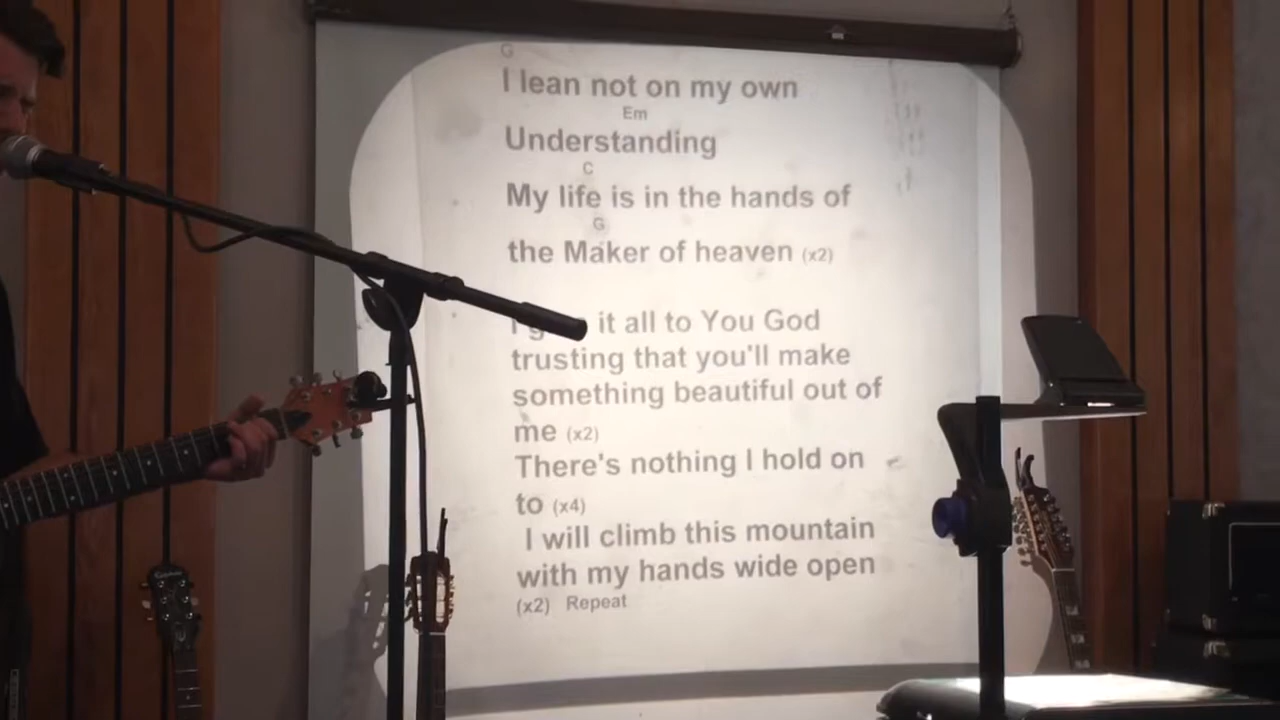 G
I lean not on my own
Em
Understanding
C
My life is in the hands of
G
the Maker of heaven (x2)
it all to You God
trusting that you'll make
something beautiful out of
me (x2)
There's nothing I hold on
to (x4)
I will climb this mountain
with my hands wide open
(x2) Repeat